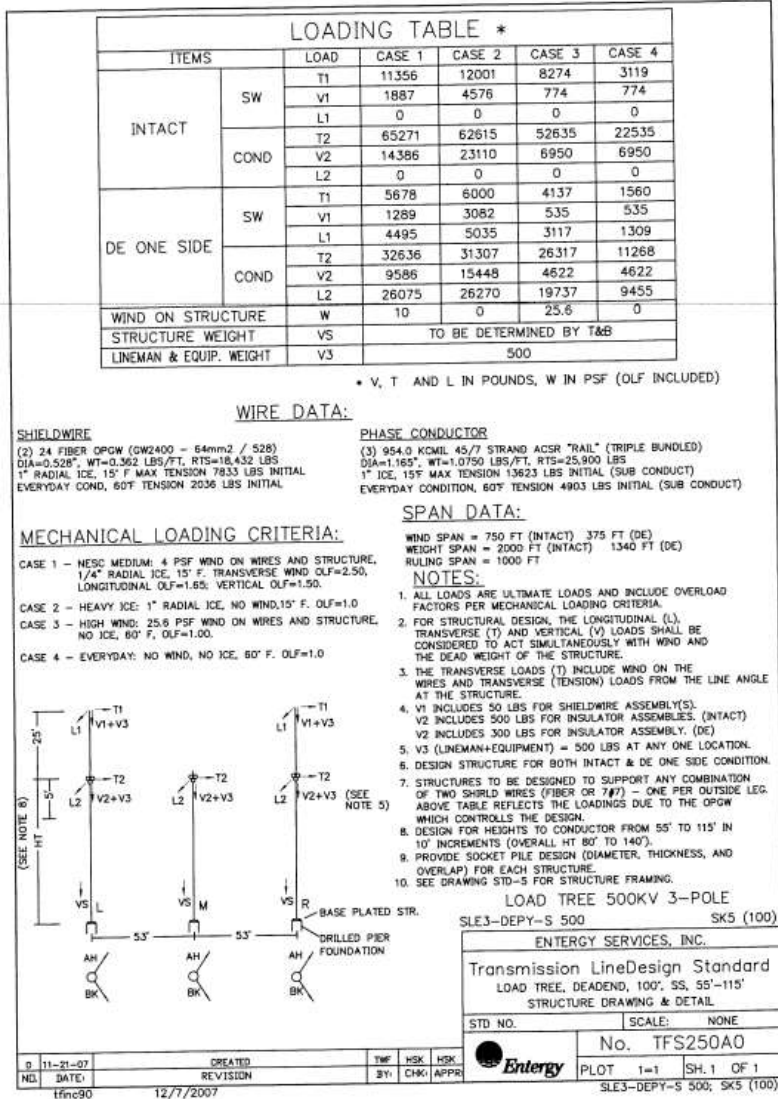 LOADING TABLE *
ITEMS LOAD CASE 1 CASE 2 CASE 3 CASE 4
INTACT SW T1 11356 12001 8274 3119
V1 1887 4576 774 774
L1 0 0 0 0
COND T2 65271 62615 52635 22535
V2 14386 23110 6950 6950
L2 0 0 0 0
DE ONE SIDE SW T1 5678 6000 4137 1560
V1 1289 3082 535 535
L1 4495 5035 3117 1309
COND T2 32636 31307 26317 11268
V2 9586 15448 4622 4622
L2 26075 26270 19737 9455
WIND ON STRUCTURE W 10 0 25.6 0
STRUCTURE WEIGHT VS TO BE DETERMINED BY T&B
LINEMAN & EQUIP. WEIGHT V3 500
* V, T AND L IN POUNDS, W IN PSF (OLF INCLUDED)
WIRE DATA:
SHIELDWIRE
(2) 24 FIBER OPGW (GW2400 - 64mm2 / 528)
DIA=0.528", WT=0.362 LBS/FT, RTS=18,432 LBS
1" RADIAL ICE, 15° F MAX TENSION 7833 LBS INITIAL
EVERYDAY COND, 60°F TENSION 2036 LBS INITIAL
PHASE CONDUCTOR
(3) 954.0 KCMIL 45/7 STRAND ACSR "RAIL" (TRIPLE BUNDLED)
DIA=1.165", WT=1.0750 LBS/FT, RTS=25,900 LBS
1" ICE, 15°F MAX TENSION 13623 LBS INITIAL (SUB CONDUCT)
EVERYDAY CONDITION, 60°F TENSION 4903 LBS INITIAL (SUB CONDUCT)
MECHANICAL LOADING CRITERIA:
CASE 1 - NESC MEDIUM: 4 PSF WIND ON WIRES AND STRUCTURE,
1/4" RADIAL ICE, 15° F. TRANSVERSE WIND OLF=2.50,
LONGITUDINAL OLF=1.65; VERTICAL OLF=1.50.
CASE 2 - HEAVY ICE: 1" RADIAL ICE, NO WIND,15° F. OLF=1.0
CASE 3 - HIGH WIND: 25.6 PSF WIND ON WIRES AND STRUCTURE,
NO ICE, 60° F, OLF=1.00.
CASE 4 - EVERYDAY: NO WIND, NO ICE, 60° F. OLF=1.0
SPAN DATA:
WIND SPAN = 750 FT (INTACT) 375 FT (DE)
WEIGHT SPAN = 2000 FT (INTACT) 1340 FT (DE)
RULING SPAN = 1000 FT
NOTES:
1. ALL LOADS ARE ULTIMATE LOADS AND INCLUDE OVERLOAD
FACTORS PER MECHANICAL LOADING CRITERIA.
2. FOR STRUCTURAL DESIGN, THE LONGITUDINAL (L),
TRANSVERSE (T) AND VERTICAL (V) LOADS SHALL BE
CONSIDERED TO ACT SIMULTANEOUSLY WITH WIND AND
THE DEAD WEIGHT OF THE STRUCTURE.
3. THE TRANSVERSE LOADS (T) INCLUDE WIND ON THE
WIRES AND TRANSVERSE (TENSION) LOADS FROM THE LINE ANGLE
AT THE STRUCTURE.
4. V1 INCLUDES 50 LBS FOR SHIELDWIRE ASSEMBLY(S).
V2 INCLUDES 500 LBS FOR INSULATOR ASSEMBLIES. (INTACT)
V2 INCLUDES 300 LBS FOR INSULATOR ASSEMBLY. (DE)
5. V3 (LINEMAN+EQUIPMENT) = 500 LBS AT ANY ONE LOCATION.
6. DESIGN STRUCTURE FOR BOTH INTACT & DE ONE SIDE CONDITION.
7. STRUCTURES TO BE DESIGNED TO SUPPORT ANY COMBINATION
OF TWO SHIRLD WIRES (FIBER OR 7#7) - ONE PER OUTSIDE LEG.
ABOVE TABLE REFLECTS THE LOADINGS DUE TO THE OPGW
WHICH CONTROLLS THE DESIGN.
8. DESIGN FOR HEIGHTS TO CONDUCTOR FROM 55' TO 115' IN
10' INCREMENTS (OVERALL HT 80' TO 140').
9. PROVIDE SOCKET PILE DESIGN (DIAMETER, THICKNESS, AND
OVERLAP) FOR EACH STRUCTURE.
10. SEE DRAWING STD-5 FOR STRUCTURE FRAMING.
T1 T1
L1 V1+V3 L1 V1+V3
25'
T2 T2 T2
5'
L2 V2+V3 L2 V2+V3 L2 V2+V3 (SEE
NOTE 5)
(SEE NOTE 8)
HT
VS L VS M VS R
BASE PLATED STR.
53' 53'
DRILLED PIER
FOUNDATION
AH AH AH
BK BK BK
LOAD TREE 500KV 3-POLE
SLE3-DEPY-S 500 SK5 (100)
ENTERGY SERVICES, INC.
Transmission LineDesign Standard
LOAD TREE, DEADEND, 100°, SS, 55'-115'
STRUCTURE DRAWING & DETAIL
STD NO. SCALE: NONE
Entergy
No. TFS250A0
PLOT 1=1 SH. 1 OF 1
0 11-21-07 CREATED TWF HSK HSK
NO. DATE: REVISION BY: CHK: APPR:
tfinc90 12/7/2007
SLE3-DEPY-S 500; SK5 (100)